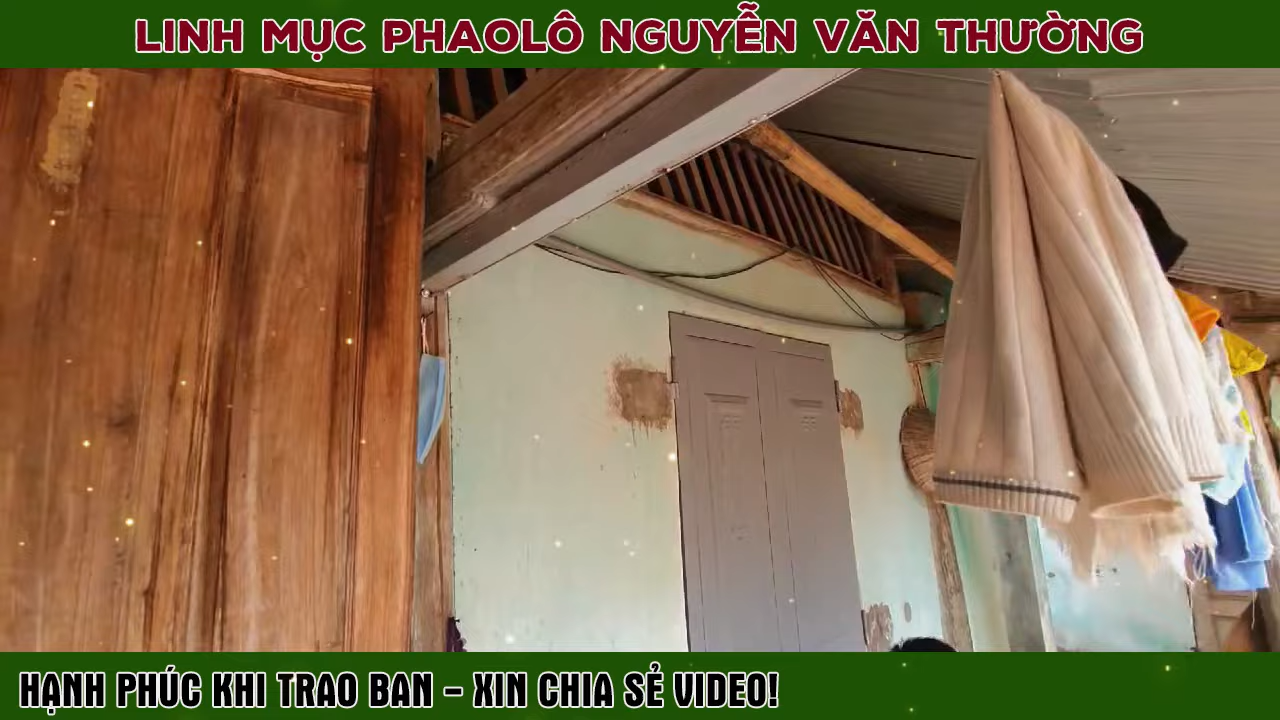 LINH MỤC PHAOLÔ NGUYỄN VĂN THƯỜNG
HẠNH PHÚC KHI TRAO BAN – XIN CHIA SẺ VIDEO!